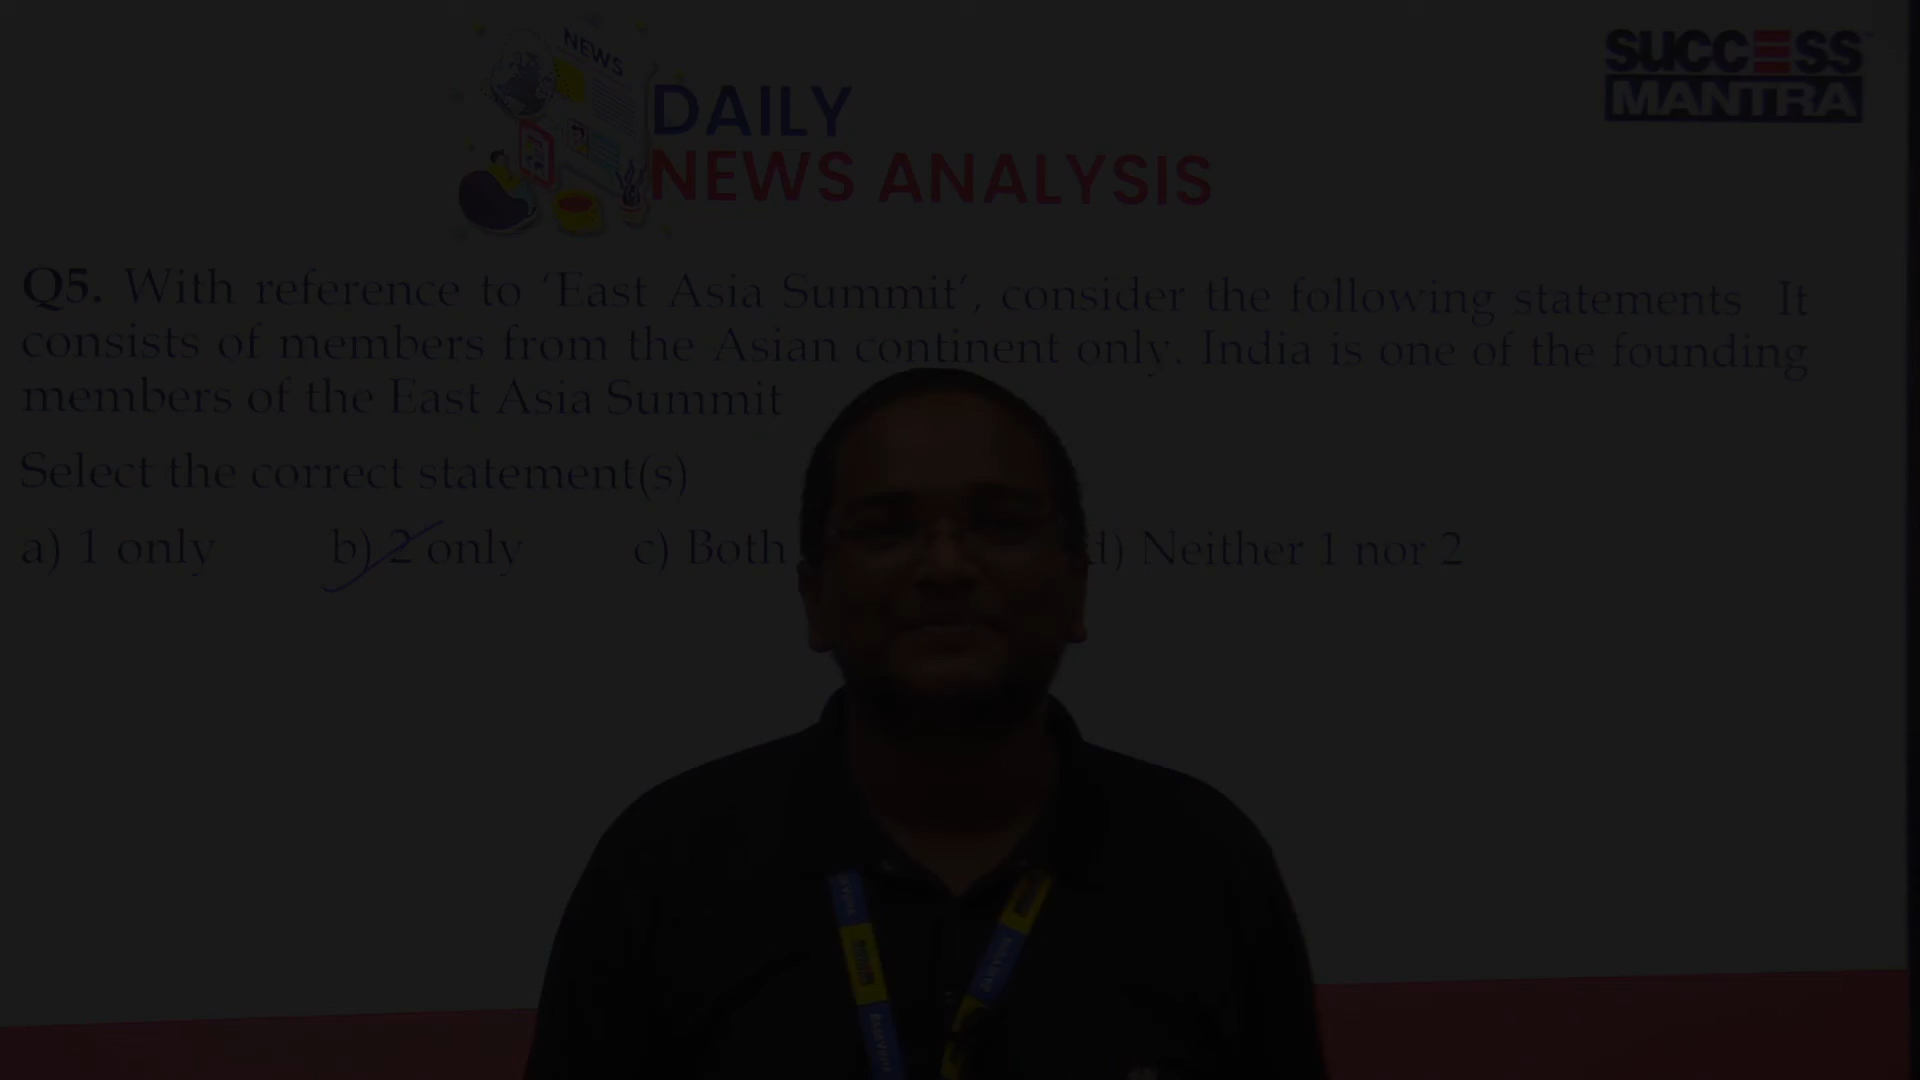 NEWS
DAILY
NEWS ANALYSIS
SUCCESS
MANTRA
Q5. With reference to ‘East Asia Summit’, consider the following statements It
consists of members from the Asian continent only. India is one of the founding
members of the East Asia Summit
Select the correct statement(s)
a) 1 only b) 2 only c) Both d) Neither 1 nor 2